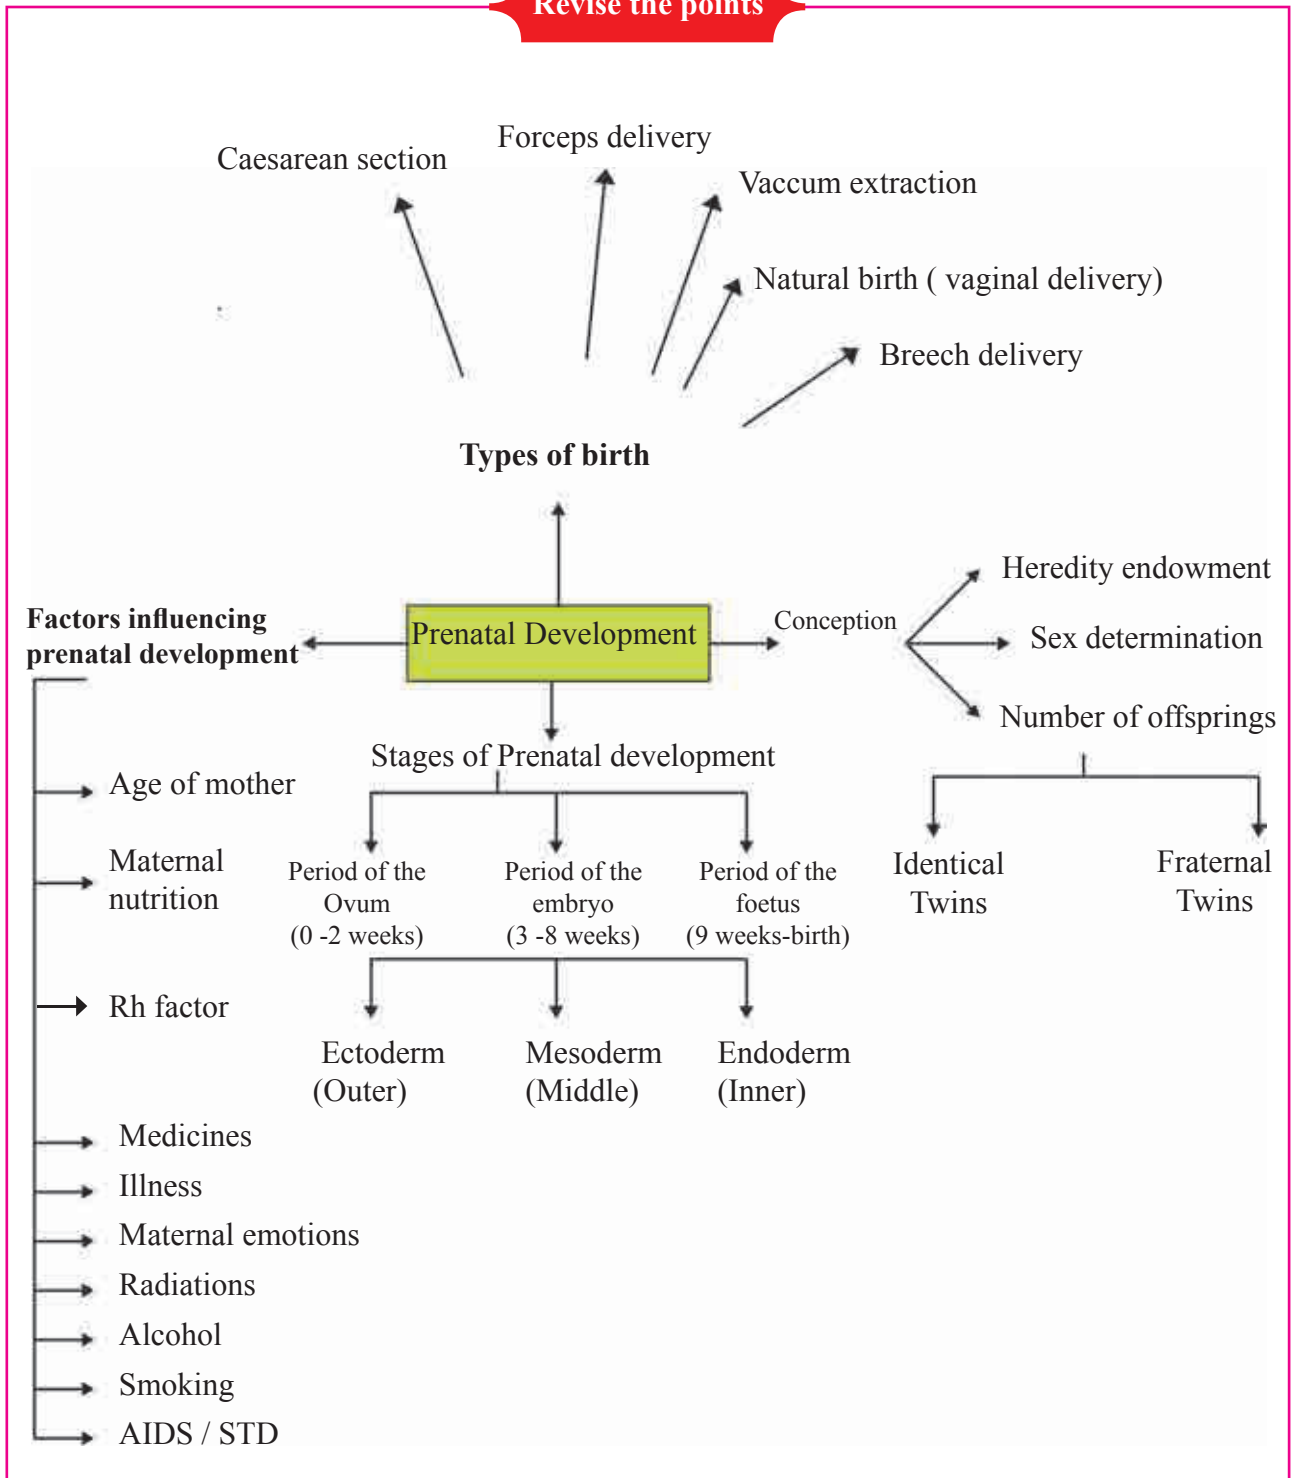 Revise the points
Forceps delivery
Caesarean section
Vaccum extraction
Natural birth ( vaginal delivery)
Breech delivery
Types of birth
Heredity endowment
Factors influencing
prenatal development
Prenatal Development
Conception
Sex determination
Number of offsprings
Stages of Prenatal development
Age of mother
Maternal
nutrition
Period of the
Ovum
(0 -2 weeks)
Period of the
embryo
(3 -8 weeks)
Period of the
foetus
(9 weeks-birth)
Identical
Twins
Fraternal
Twins
Rh factor
Ectoderm
(Outer)
Mesoderm
(Middle)
Endoderm
(Inner)
Medicines
Illness
Maternal emotions
Radiations
Alcohol
Smoking
AIDS / STD